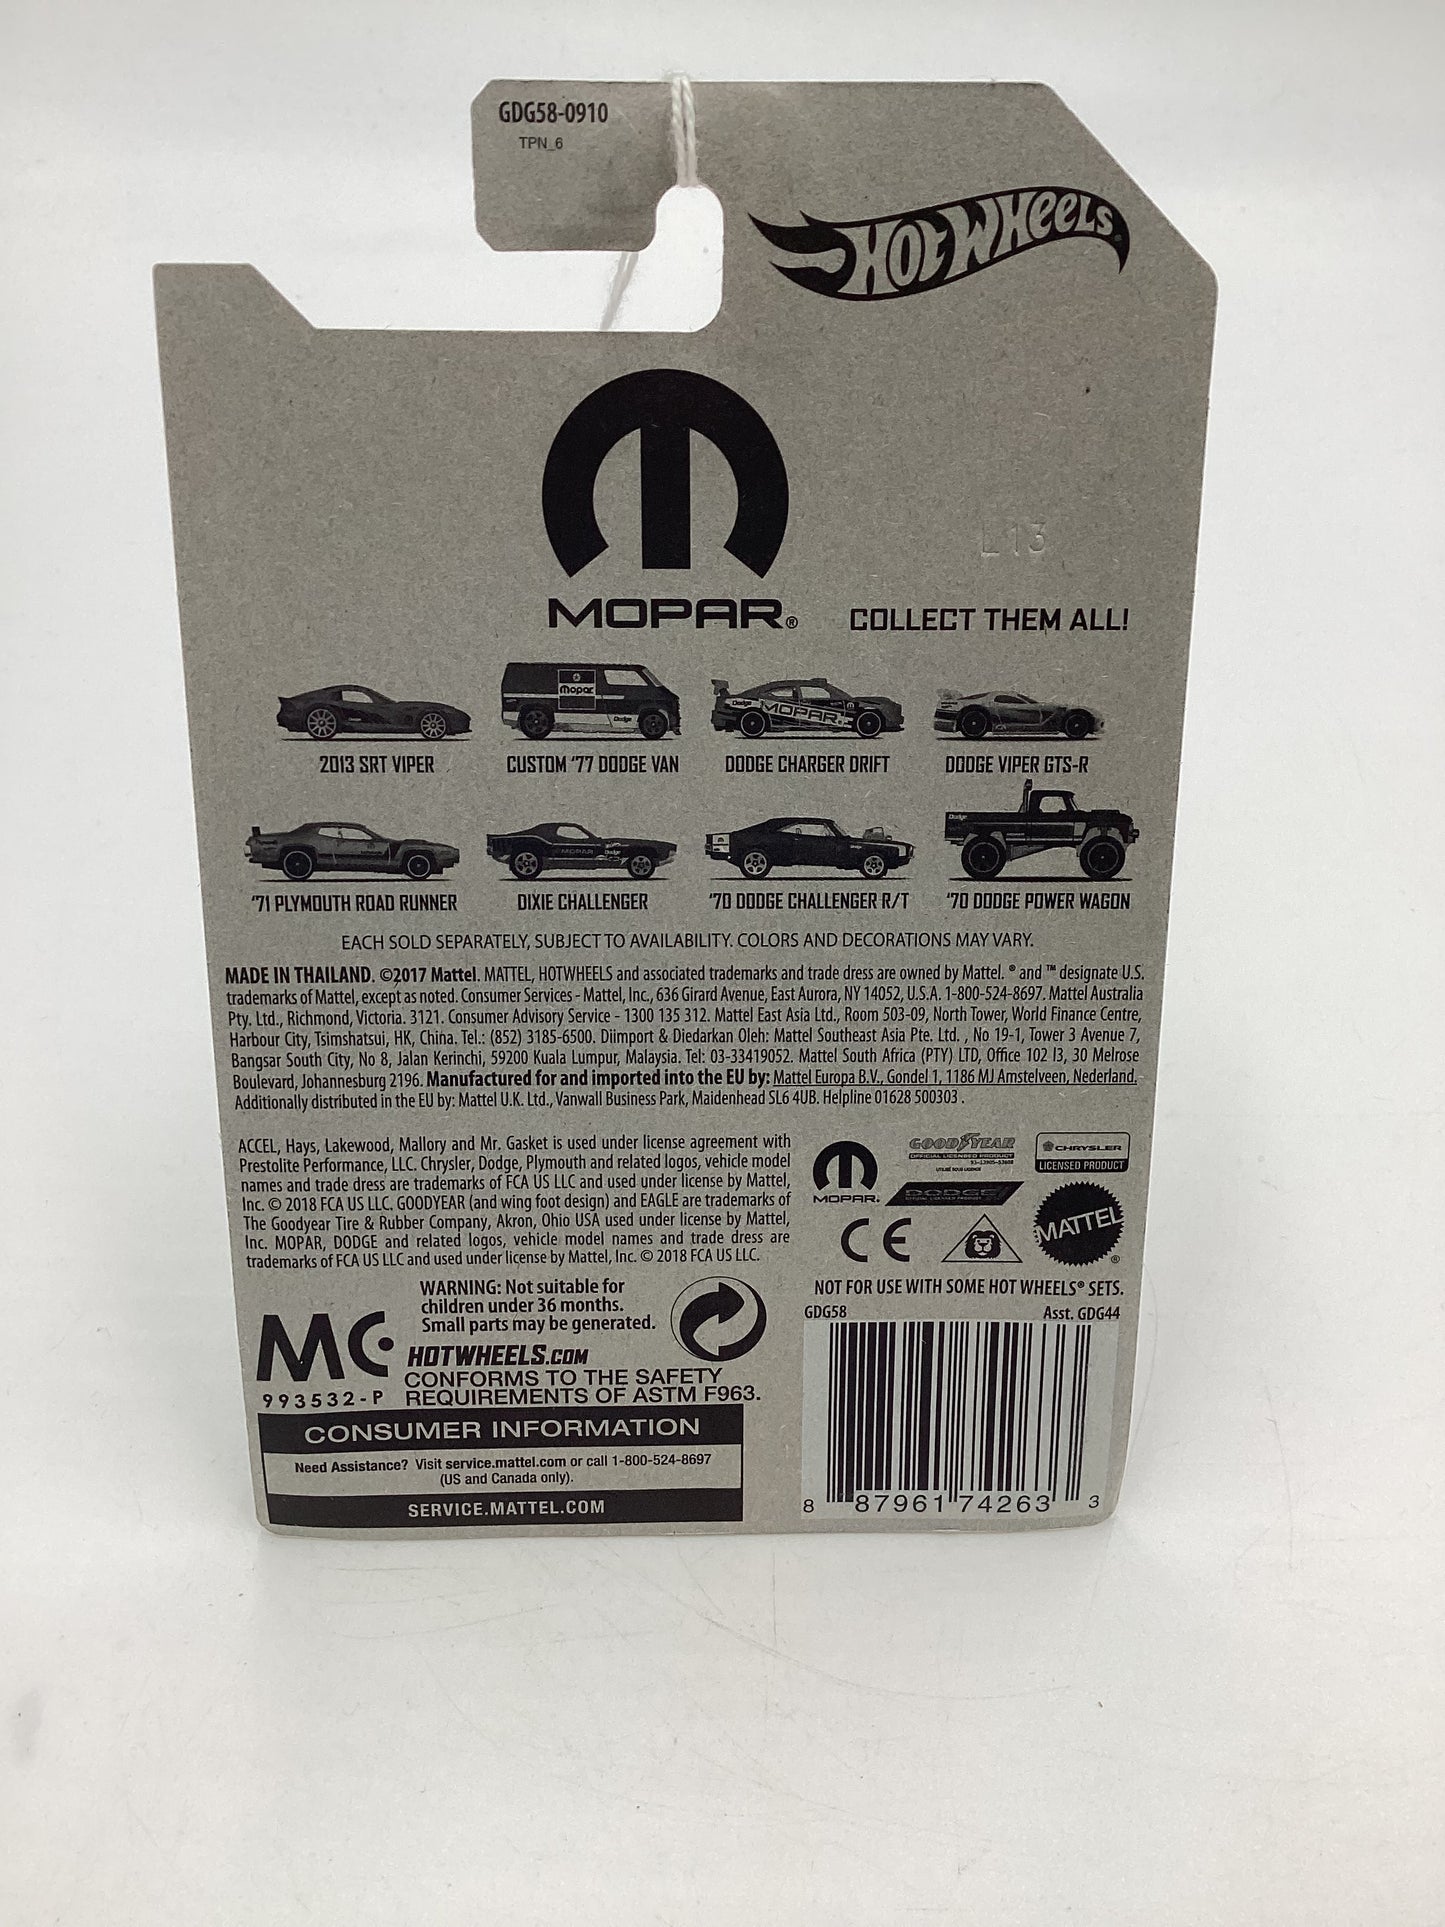 GDG58-0910
TPN_6
HOT WHEELS
L13
MOPAR®
COLLECT THEM ALL!
Mopar
Dodge
Dodge MOPAR
2013 SRT VIPER
CUSTOM '77 DODGE VAN
DODGE CHARGER DRIFT
DODGE VIPER GTS-R
MOPAR Dodge
Dodge
'71 PLYMOUTH ROAD RUNNER
DIXIE CHALLENGER
'70 DODGE CHALLENGER R/T
'70 DODGE POWER WAGON
EACH SOLD SEPARATELY, SUBJECT TO AVAILABILITY. COLORS AND DECORATIONS MAY VARY.
MADE IN THAILAND. ©2017 Mattel. MATTEL, HOTWHEELS and associated trademarks and trade dress are owned by Mattel. ® and ™ designate U.S.
trademarks of Mattel, except as noted. Consumer Services - Mattel, Inc., 636 Girard Avenue, East Aurora, NY 14052, U.S.A. 1-800-524-8697. Mattel Australia
Pty. Ltd., Richmond, Victoria. 3121. Consumer Advisory Service - 1300 135 312. Mattel East Asia Ltd., Room 503-09, North Tower, World Finance Centre,
Harbour City, Tsimshatsui, HK, China. Tel.: (852) 3185-6500. Diimport & Diedarkan Oleh: Mattel Southeast Asia Pte. Ltd. , No 19-1, Tower 3 Avenue 7,
Bangsar South City, No 8, Jalan Kerinchi, 59200 Kuala Lumpur, Malaysia. Tel: 03-33419052. Mattel South Africa (PTY) LTD, Office 102 I3, 30 Melrose
Boulevard, Johannesburg 2196. Manufactured for and imported into the EU by: Mattel Europa B.V., Gondel 1, 1186 MJ Amstelveen, Nederland.
Additionally distributed in the EU by: Mattel U.K. Ltd., Vanwall Business Park, Maidenhead SL6 4UB. Helpline 01628 500303 .
ACCEL, Hays, Lakewood, Mallory and Mr. Gasket is used under license agreement with
Prestolite Performance, LLC. Chrysler, Dodge, Plymouth and related logos, vehicle model
names and trade dress are trademarks of FCA US LLC and used under license by Mattel,
Inc. © 2018 FCA US LLC. GOODYEAR (and wing foot design) and EAGLE are trademarks of
The Goodyear Tire & Rubber Company, Akron, Ohio USA used under license by Mattel,
Inc. MOPAR, DODGE and related logos, vehicle model names and trade dress are
trademarks of FCA US LLC and used under license by Mattel, Inc. © 2018 FCA US LLC.
MOPAR®
GOODYEAR
OFFICIAL LICENSED PRODUCT
CHRYSLER
LICENSED PRODUCT
DODGE
CE
MATTEL®
WARNING: Not suitable for
children under 36 months.
Small parts may be generated.
MC
993532-P
HOTWHEELS.COM
CONFORMS TO THE SAFETY
REQUIREMENTS OF ASTM F963.
NOT FOR USE WITH SOME HOT WHEELS® SETS.
GDG58 Asst. GDG44
8 87961 74263 3
CONSUMER INFORMATION
Need Assistance? Visit service.mattel.com or call 1-800-524-8697
(US and Canada only).
SERVICE.MATTEL.COM